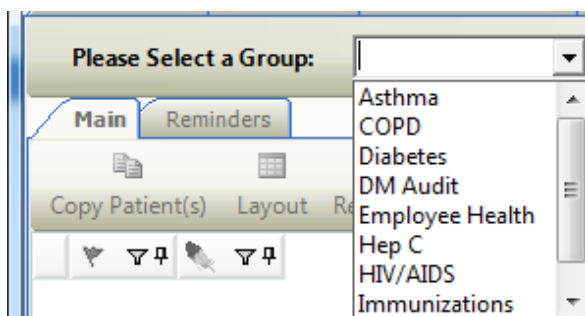 Please Select a Group:
Main Reminders
Copy Patient(s) Layout
Asthma
COPD
Diabetes
DM Audit
Employee Health
Hep C
HIV/AIDS
Immunizations